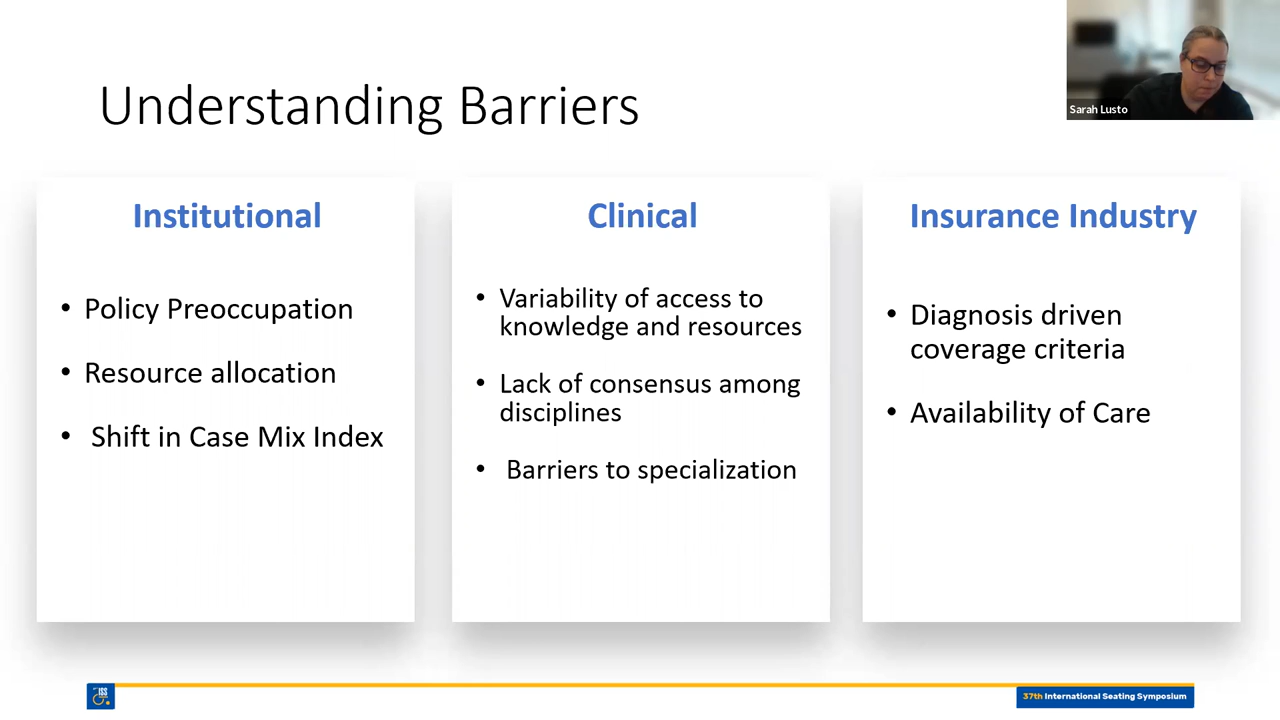 Understanding Barriers
Sarah Lusto
Institutional
• Policy Preoccupation
• Resource allocation
• Shift in Case Mix Index
Clinical
• Variability of access to
knowledge and resources
• Lack of consensus among
disciplines
• Barriers to specialization
Insurance Industry
• Diagnosis driven
coverage criteria
• Availability of Care
ISS
37th International Seating Symposium